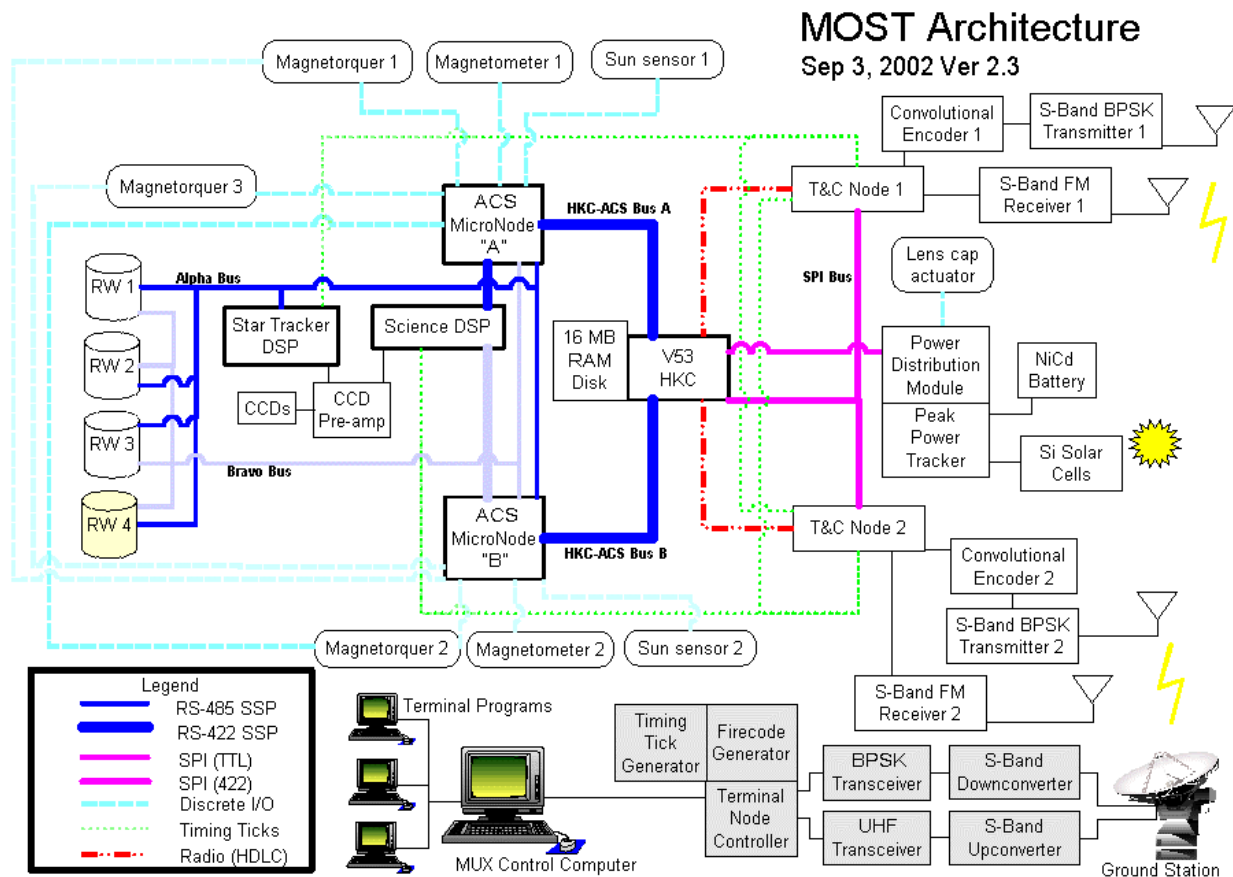 MOST Architecture
Sep 3, 2002 Ver 2.3
Magnetorquer 1
Magnetometer 1
Sun sensor 1
Convolutional
Encoder 1
S-Band BPSK
Transmitter 1
Magnetorquer 3
ACS
MicroNode
"A"
HKC-ACS Bus A
T&C Node 1
S-Band FM
Receiver 1
RW 1
Alpha Bus
SPI Bus
Lens cap
actuator
Star Tracker
DSP
Science DSP
16 MB
RAM
Disk
V53
HKC
Power
Distribution
Module
NiCd
Battery
RW 2
CCDs
CCD
Pre-amp
Peak
Power
Tracker
Si Solar
Cells
RW 3
Bravo Bus
RW 4
ACS
MicroNode
"B"
HKC-ACS Bus B
T&C Node 2
Convolutional
Encoder 2
S-Band BPSK
Transmitter 2
Magnetorquer 2
Magnetometer 2
Sun sensor 2
S-Band FM
Receiver 2
Legend
RS-485 SSP
RS-422 SSP
SPI (TTL)
SPI (422)
Discrete I/O
Timing Ticks
Radio (HDLC)
Terminal Programs
MUX Control Computer
Timing
Tick
Generator
Firecode
Generator
Terminal
Node
Controller
BPSK
Transceiver
S-Band
Downconverter
UHF
Transceiver
S-Band
Upconverter
Ground Station